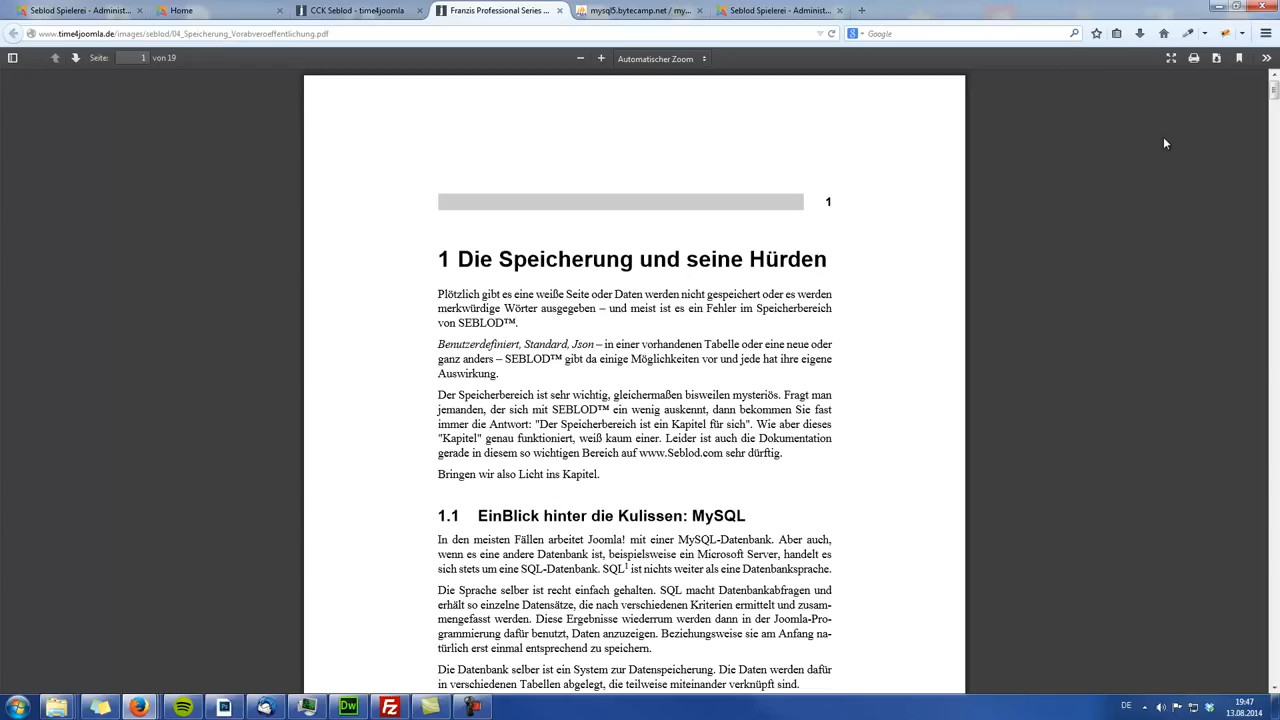 Seblod Spielerei - Administ...
Home
CCK Seblod - time4joomla
Franzis Professional Series ...
mysql5.bytecamp.net / my...
Seblod Spielerei - Administ...
www.time4joomla.de/images/seblod/04_Speicherung_Vorabveroeffentlichung.pdf
Google
Seite: 1 von 19
Automatischer Zoom
1
1 Die Speicherung und seine Hürden
Plötzlich gibt es eine weiße Seite oder Daten werden nicht gespeichert oder es werden
merkwürdige Wörter ausgegeben – und meist ist es ein Fehler im Speicherbereich
von SEBLOD™.
Benutzerdefiniert, Standard, Json – in einer vorhandenen Tabelle oder eine neue oder
ganz anders – SEBLOD™ gibt da einige Möglichkeiten vor und jede hat ihre eigene
Auswirkung.
Der Speicherbereich ist sehr wichtig, gleichermaßen bisweilen mysteriös. Fragt man
jemanden, der sich mit SEBLOD™ ein wenig auskennt, dann bekommen Sie fast
immer die Antwort: "Der Speicherbereich ist ein Kapitel für sich". Wie aber dieses
"Kapitel" genau funktioniert, weiß kaum einer. Leider ist auch die Dokumentation
gerade in diesem so wichtigen Bereich auf www.Seblod.com sehr dürftig.
Bringen wir also Licht ins Kapitel.
1.1 EinBlick hinter die Kulissen: MySQL
In den meisten Fällen arbeitet Joomla! mit einer MySQL-Datenbank. Aber auch,
wenn es eine andere Datenbank ist, beispielsweise ein Microsoft Server, handelt es
sich stets um eine SQL-Datenbank. SQL¹ ist nichts weiter als eine Datenbanksprache.
Die Sprache selber ist recht einfach gehalten. SQL macht Datenbankabfragen und
erhält so einzelne Datensätze, die nach verschiedenen Kriterien ermittelt und zusam-
mengefasst werden. Diese Ergebnisse wiederrum werden dann in der Joomla-Pro-
grammierung dafür benutzt, Daten anzuzeigen. Beziehungsweise sie am Anfang na-
türlich erst einmal entsprechend zu speichern.
Die Datenbank selber ist ein System zur Datenspeicherung. Die Daten werden dafür
in verschiedenen Tabellen abgelegt, die teilweise miteinander verknüpft sind.
Dw
Fz
DE
19:47
13.08.2014